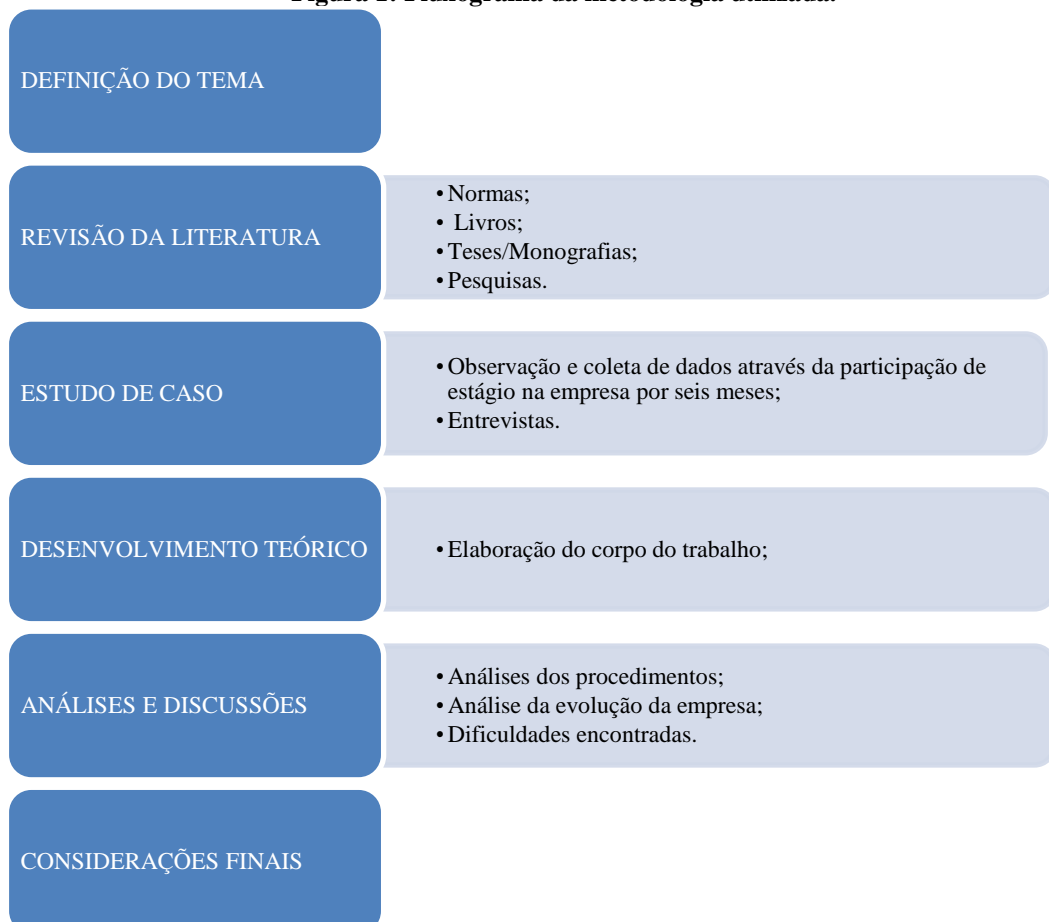 DEFINIÇÃO DO TEMA
REVISÃO DA LITERATURA
• Normas;
• Livros;
• Teses/Monografias;
• Pesquisas.
ESTUDO DE CASO
• Observação e coleta de dados através da participação de
estágio na empresa por seis meses;
• Entrevistas.
DESENVOLVIMENTO TEÓRICO
• Elaboração do corpo do trabalho;
ANÁLISES E DISCUSSÕES
• Análises dos procedimentos;
• Análise da evolução da empresa;
• Dificuldades encontradas.
CONSIDERAÇÕES FINAIS